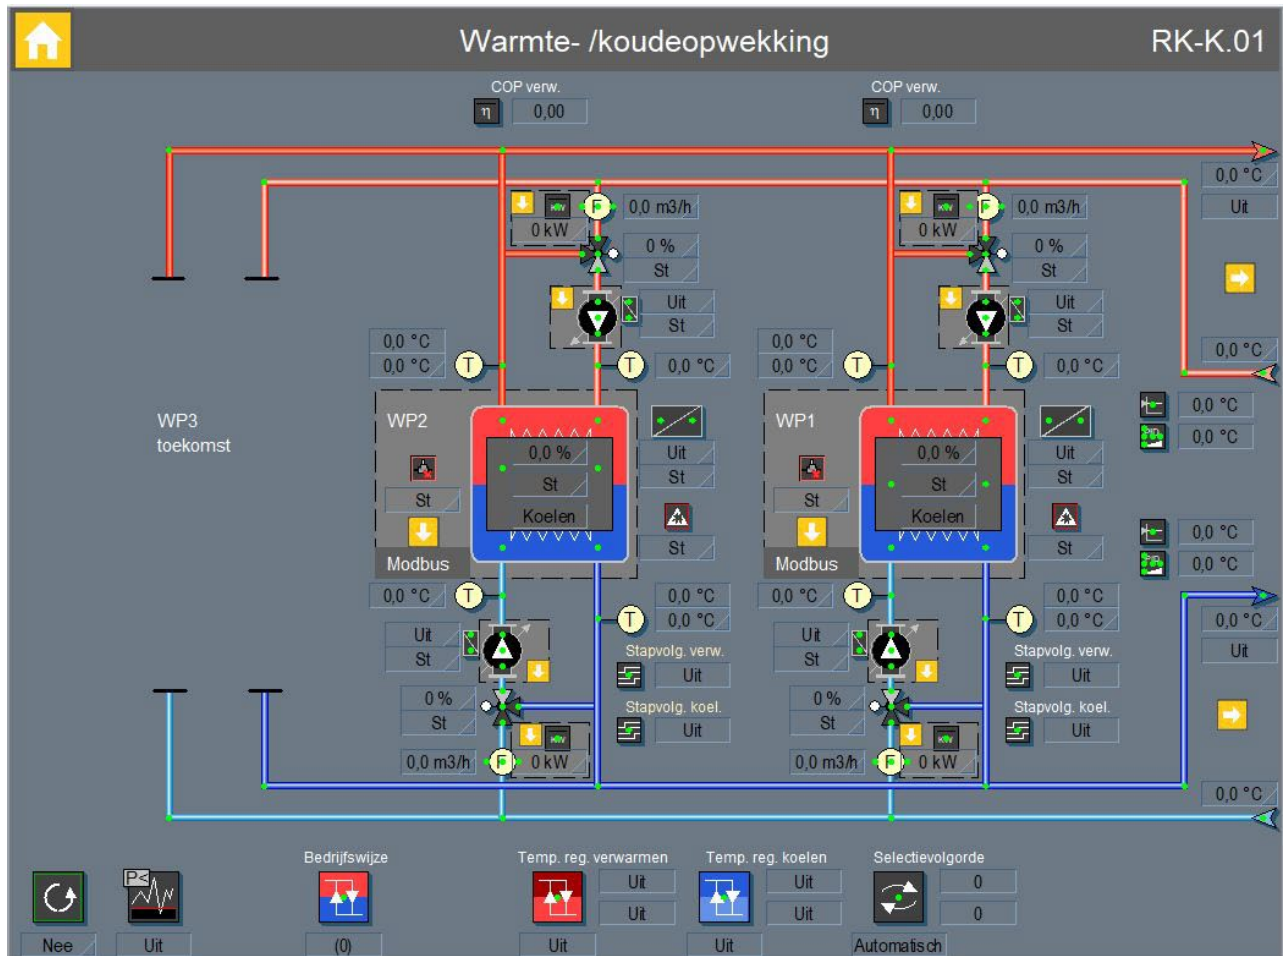 Warmte- /koudeopwekking RK-K.01
COP verw. COP verw.
η 0,00 η 0,00
0,0 °C
Uit
F 0,0 m3/h F 0,0 m3/h
0 kW 0 kW
0 % 0 %
St St
Uit Uit
St St
0,0 °C 0,0 °C 0,0 °C
0,0 °C T T 0,0 °C 0,0 °C T T 0,0 °C
WP3
toekomst
WP2 WP1
0,0 °C
0,0 °C
0,0 % Uit 0,0 % Uit
St St St St St St
Koelen Koelen
St St
Modbus Modbus
0,0 °C
0,0 °C
0,0 °C T 0,0 °C 0,0 °C T 0,0 °C
T 0,0 °C T 0,0 °C 0,0 °C
Uit Uit Uit
St St
Stapvolg. verw. Stapvolg. verw.
Uit Uit
0 % 0 %
St St
Stapvolg. koel. Stapvolg. koel.
Uit Uit
0,0 m3/h F 0 kW 0,0 m3/h F 0 kW
0,0 °C
Bedrijfswijze Temp. reg. verwarmen Temp. reg. koelen Selectievolgorde
P<
Uit Uit 0
Uit Uit 0
Nee Uit (0) Uit Uit Automatisch